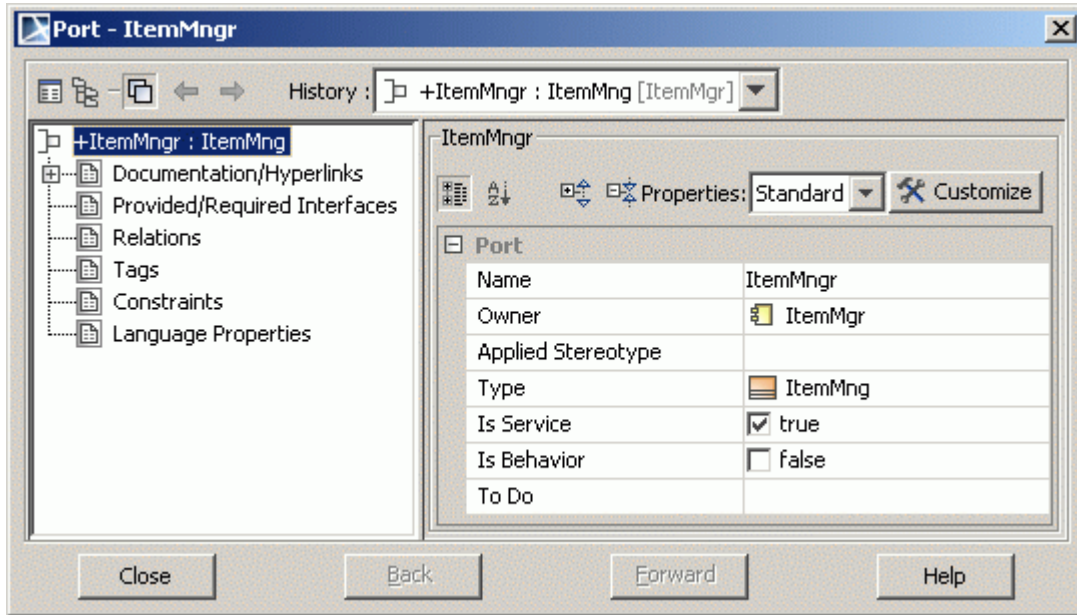 Port - ItemMngr
History : +ItemMngr : ItemMng [ItemMgr]
+ItemMngr : ItemMng
Documentation/Hyperlinks
Provided/Required Interfaces
Relations
Tags
Constraints
Language Properties
ItemMngr
Properties: Standard Customize
Port
Name ItemMngr
Owner ItemMgr
Applied Stereotype
Type ItemMng
Is Service true
Is Behavior false
To Do
Close Back Forward Help